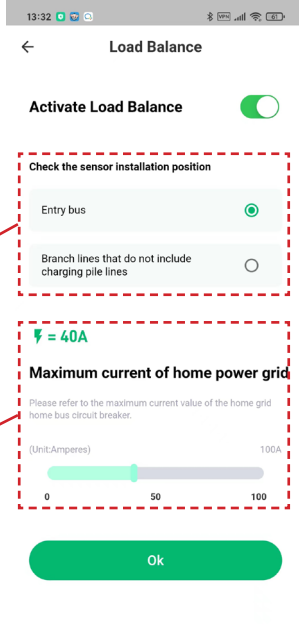 13:32 VPN 61
Load Balance
Activate Load Balance
Check the sensor installation position
Entry bus
Branch lines that do not include
charging pile lines
= 40A
Maximum current of home power grid
Please refer to the maximum current value of the home grid
home bus circuit breaker.
(Unit:Amperes) 100A
0 50 100
Ok